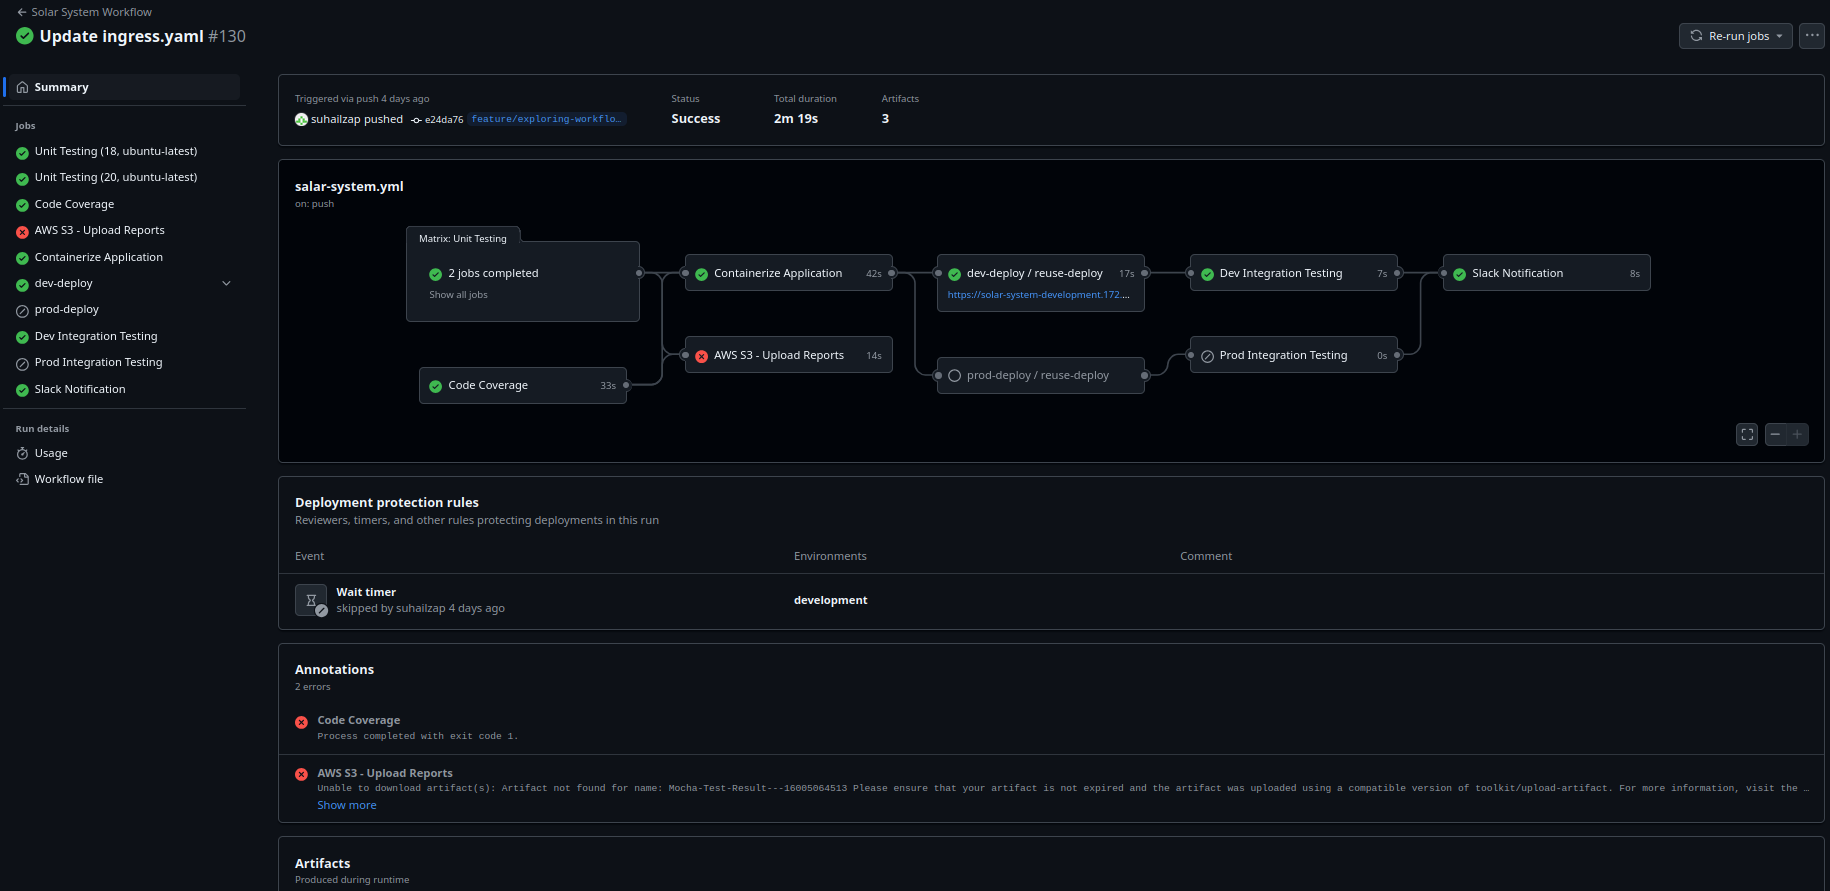 Solar System Workflow
Update ingress.yaml #130
Re-run jobs
Summary
Jobs
Unit Testing (18, ubuntu-latest)
Unit Testing (20, ubuntu-latest)
Code Coverage
AWS S3 - Upload Reports
Containerize Application
dev-deploy
prod-deploy
Dev Integration Testing
Prod Integration Testing
Slack Notification
Run details
Usage
Workflow file
Triggered via push 4 days ago
suhailzap pushed e24da76 feature/exploring-workflo…
Status
Success
Total duration
2m 19s
Artifacts
3
salar-system.yml
on: push
Matrix: Unit Testing
2 jobs completed
Show all jobs
Code Coverage 33s
Containerize Application 42s
AWS S3 - Upload Reports 14s
dev-deploy / reuse-deploy 17s
https://solar-system-development.172....
prod-deploy / reuse-deploy
Dev Integration Testing 7s
Prod Integration Testing 0s
Slack Notification 8s
Deployment protection rules
Reviewers, timers, and other rules protecting deployments in this run
Event Environments Comment
Wait timer
skipped by suhailzap 4 days ago
development
Annotations
2 errors
Code Coverage
Process completed with exit code 1.
AWS S3 - Upload Reports
Unable to download artifact(s): Artifact not found for name: Mocha-Test-Result---16005064513 Please ensure that your artifact is not expired and the artifact was uploaded using a compatible version of toolkit/upload-artifact. For more information, visit the …
Show more
Artifacts
Produced during runtime